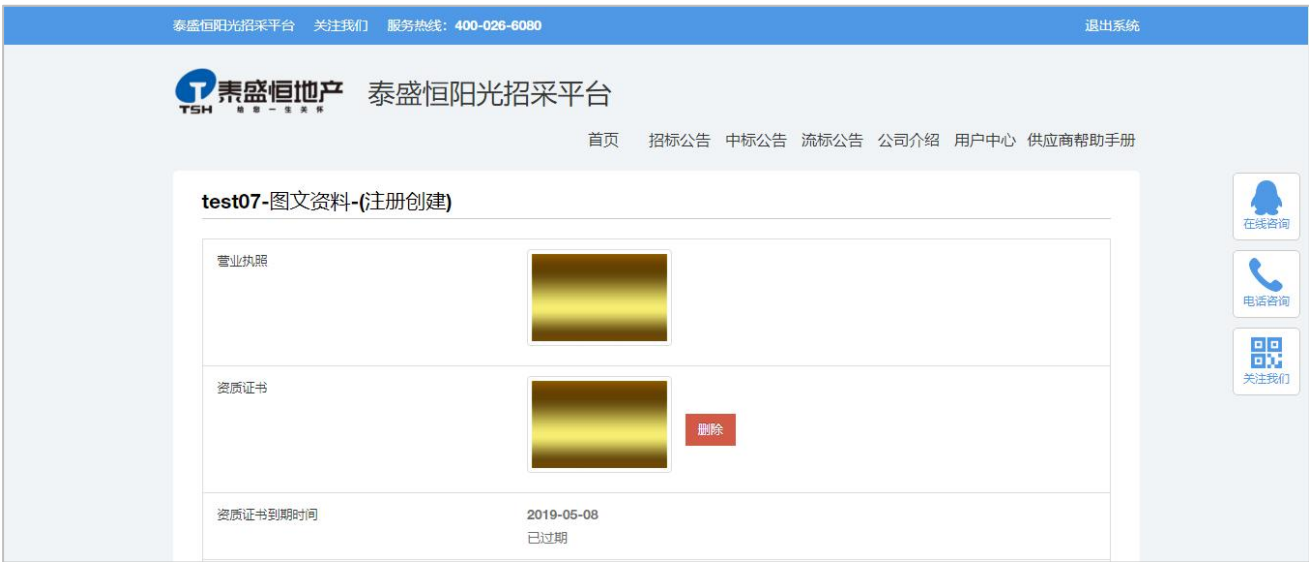 泰盛恒阳光招采平台 关注我们 服务热线：400-026-6080 退出系统
泰盛恒地产 泰盛恒阳光招采平台
TSH
首页 招标公告 中标公告 流标公告 公司介绍 用户中心 供应商帮助手册
test07-图文资料-(注册创建)
在线咨询
营业执照
电话咨询
关注我们
资质证书
删除
资质证书到期时间 2019-05-08
已过期